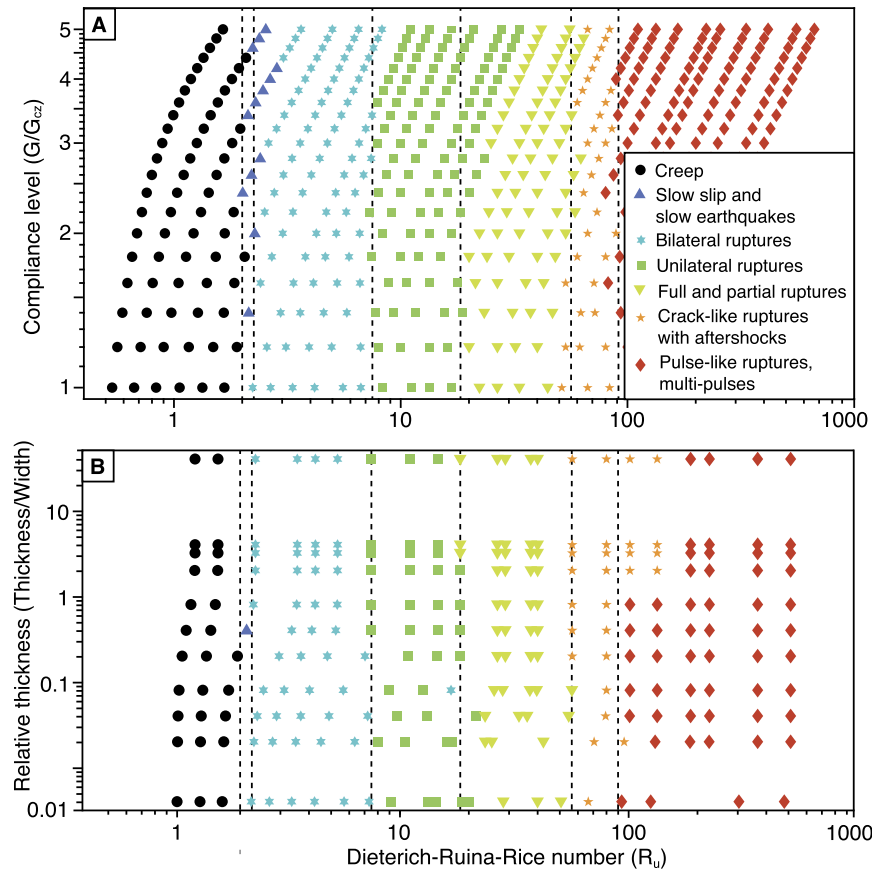 A
5
4
3
2
1
Compliance level (G/Gcz)
Creep
Slow slip and
slow earthquakes
Bilateral ruptures
Unilateral ruptures
Full and partial ruptures
Crack-like ruptures
with aftershocks
Pulse-like ruptures,
multi-pulses
1 10 100 1000
B
10
1
0.1
0.01
Relative thickness (Thickness/Width)
1 10 100 1000
Dieterich-Ruina-Rice number (Ru)